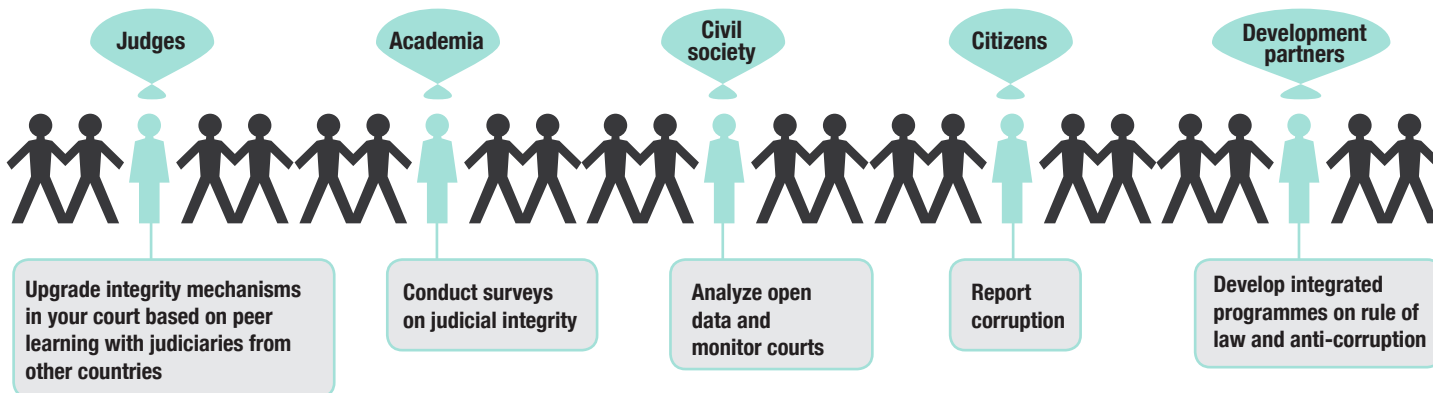 Judges
Academia
Civil
society
Citizens
Development
partners
Upgrade integrity mechanisms
in your court based on peer
learning with judiciaries from
other countries
Conduct surveys
on judicial integrity
Analyze open
data and
monitor courts
Report
corruption
Develop integrated
programmes on rule of
law and anti-corruption